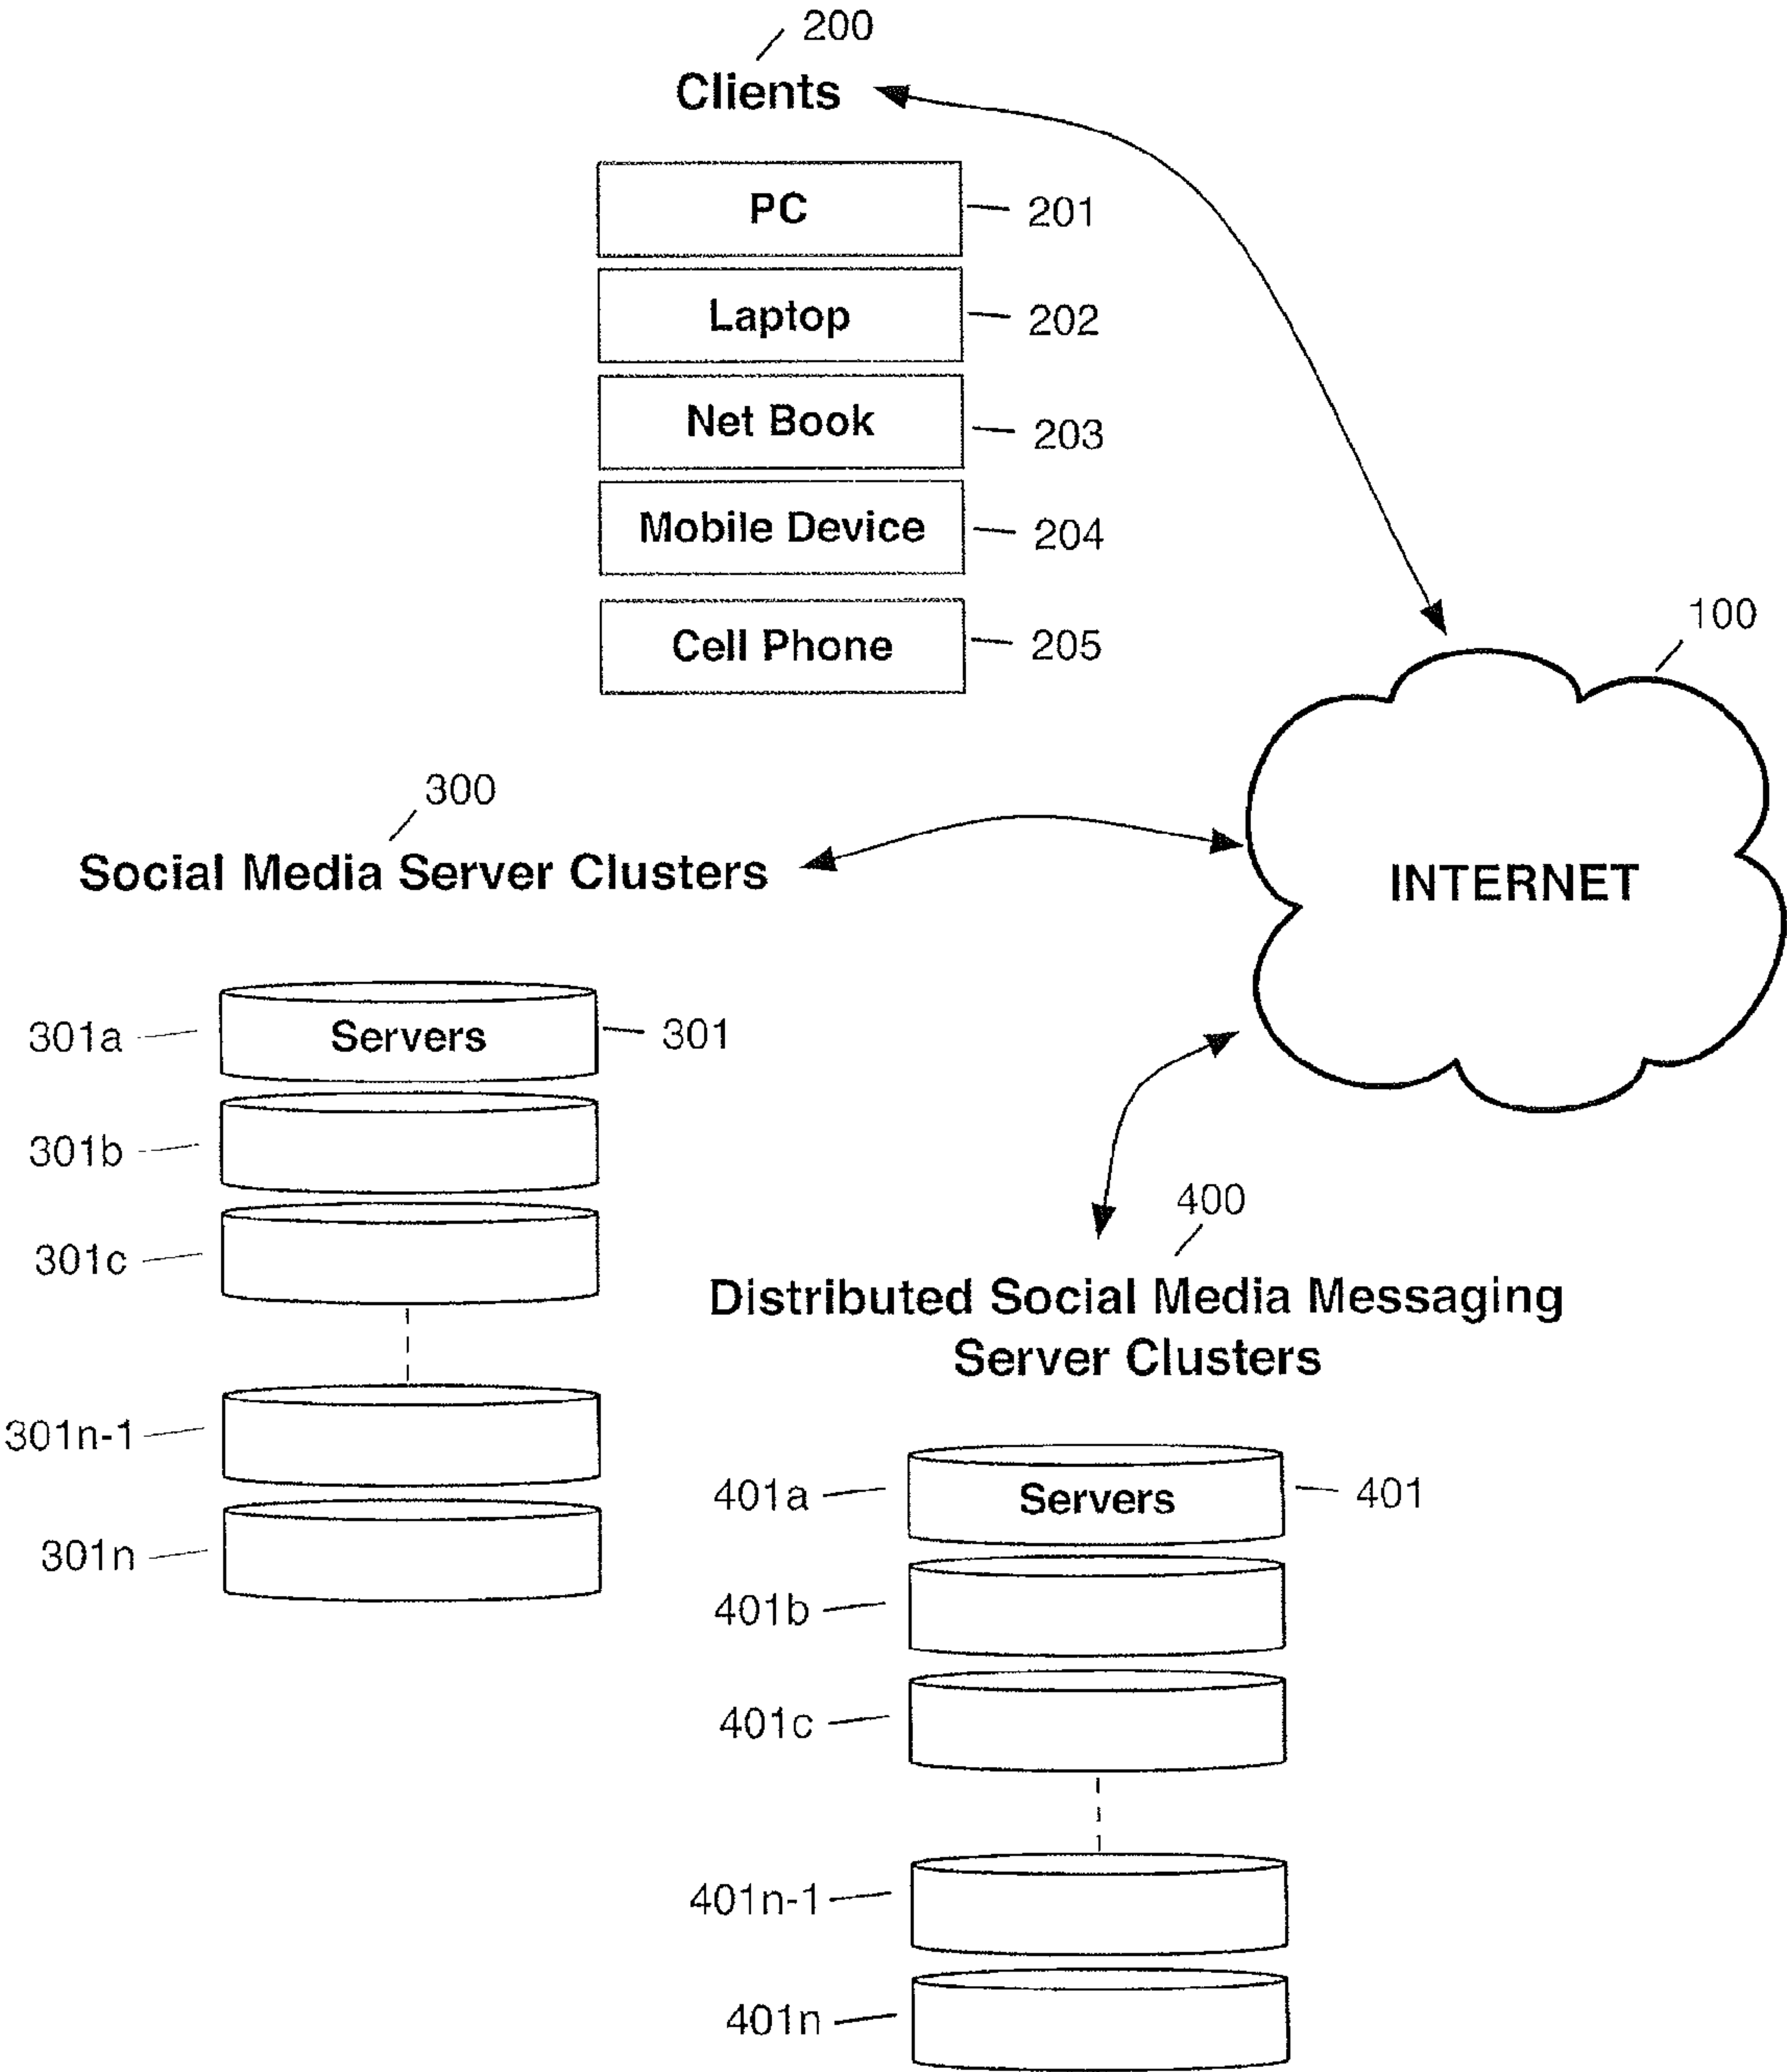 200
Clients
PC
201
Laptop
202
Net Book
203
Mobile Device
204
Cell Phone
205
100
INTERNET
300
Social Media Server Clusters
301a
Servers
301
301b
301c
301n-1
301n
400
Distributed Social Media Messaging
Server Clusters
401a
Servers
401
401b
401c
401n-1
401n